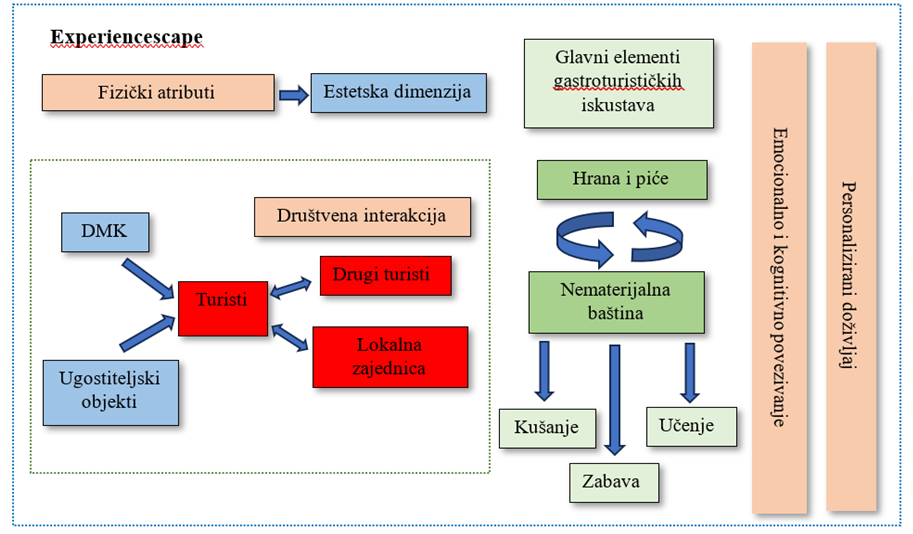 Experiencescape
Fizički atributi
Estetska dimenzija
Glavni elementi
gastroturističkih
iskustava
Društvena interakcija
DMK
Turisti
Drugi turisti
Lokalna
zajednica
Ugostiteljski
objekti
Hrana i piće
Nematerijalna
baština
Kušanje
Zabava
Učenje
Emocionalno i kognitivno povezivanje
Personalizirani doživljaj